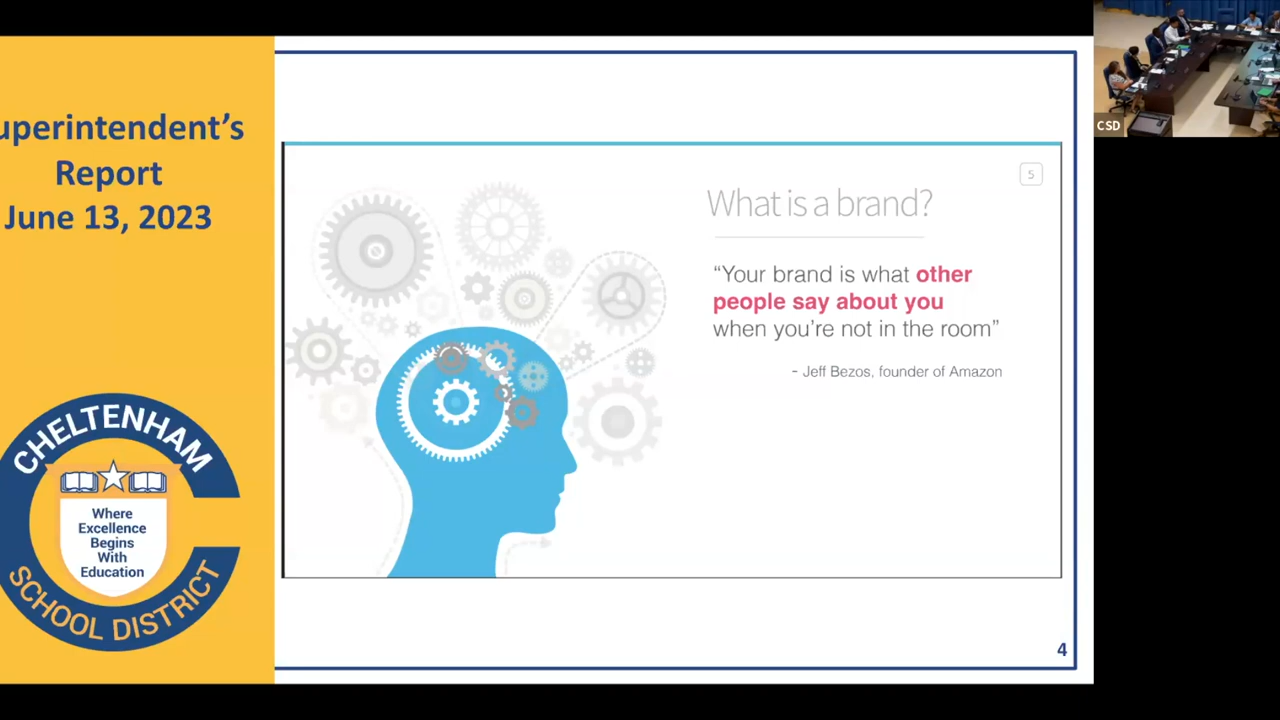 uperintendent's
Report
June 13, 2023
CHELTENHAM
Where
Excellence
Begins
With
Education
SCHOOL DISTRICT
5
What is a brand?
“Your brand is what other
people say about you
when you're not in the room”
- Jeff Bezos, founder of Amazon
4
CSD